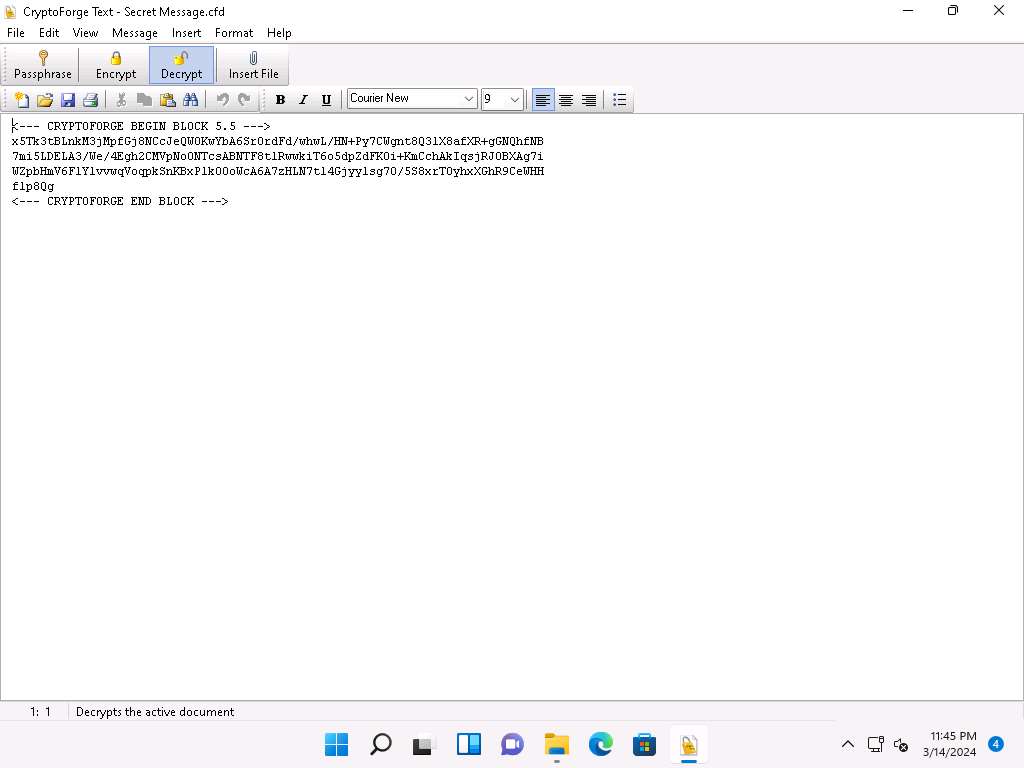 CryptoForge Text - Secret Message.cfd
File Edit View Message Insert Format Help
Passphrase Encrypt Decrypt Insert File
B I U Courier New 9
<--- CRYPTOFORGE BEGIN BLOCK 5.5 --->
x5Tk3tBLnkM3jMpfGj8NCcJeQW0KwYbA6Sr0rdFd/whwL/HN+Py7CWgnt8Q3lX8afXR+gGNQhfNB
7mi5LDELA3/We/4Egh2CMVpNo0NTcsABNTF8tlRwwkiT6o5dpZdFK0i+KmCchAkIqsjRJ0BXAg7i
WZpbHmV6FlYlvvwqVoqpkSnKBxPlk00oWcA6A7zHLN7tl4Gjyylsg70/5S8xrT0yhxXGhR9CeWHH
flp8Qg
<--- CRYPTOFORGE END BLOCK --->
1: 1 Decrypts the active document
11:45 PM
3/14/2024
4